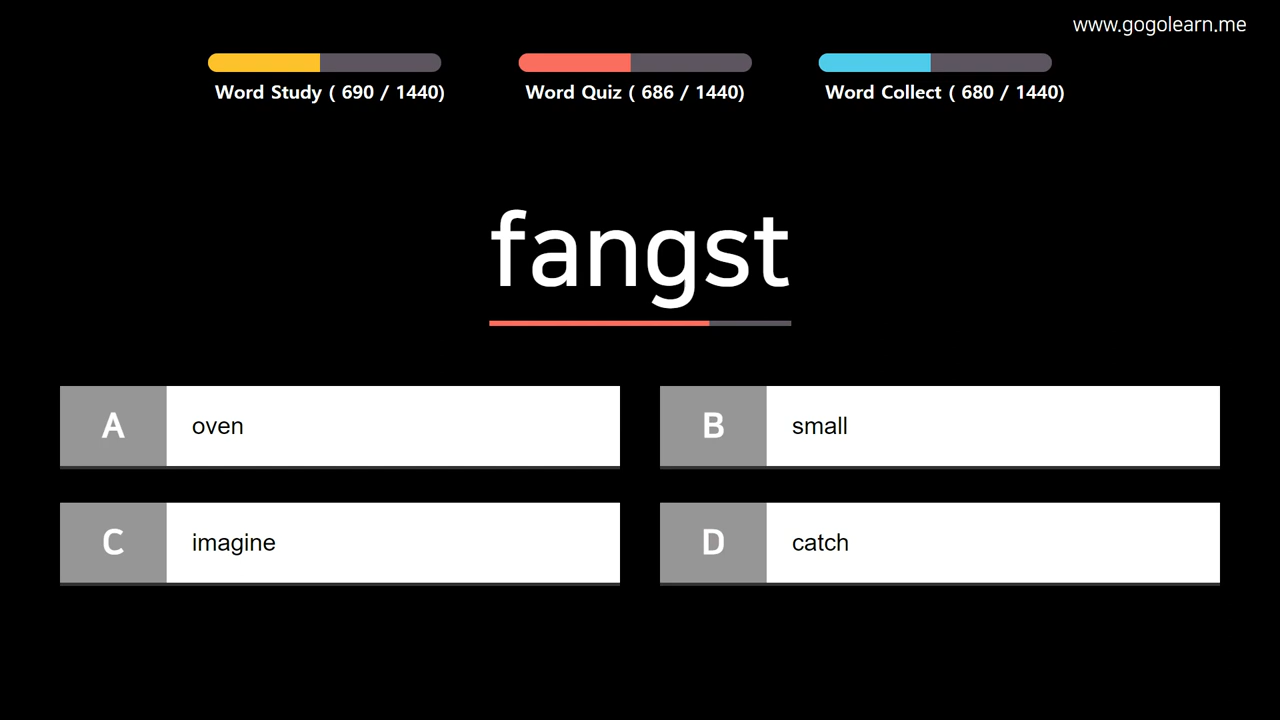 www.gogolearn.me
Word Study ( 690 / 1440)
Word Quiz ( 686 / 1440)
Word Collect ( 680 / 1440)
fangst
A
oven
B
small
C
imagine
D
catch